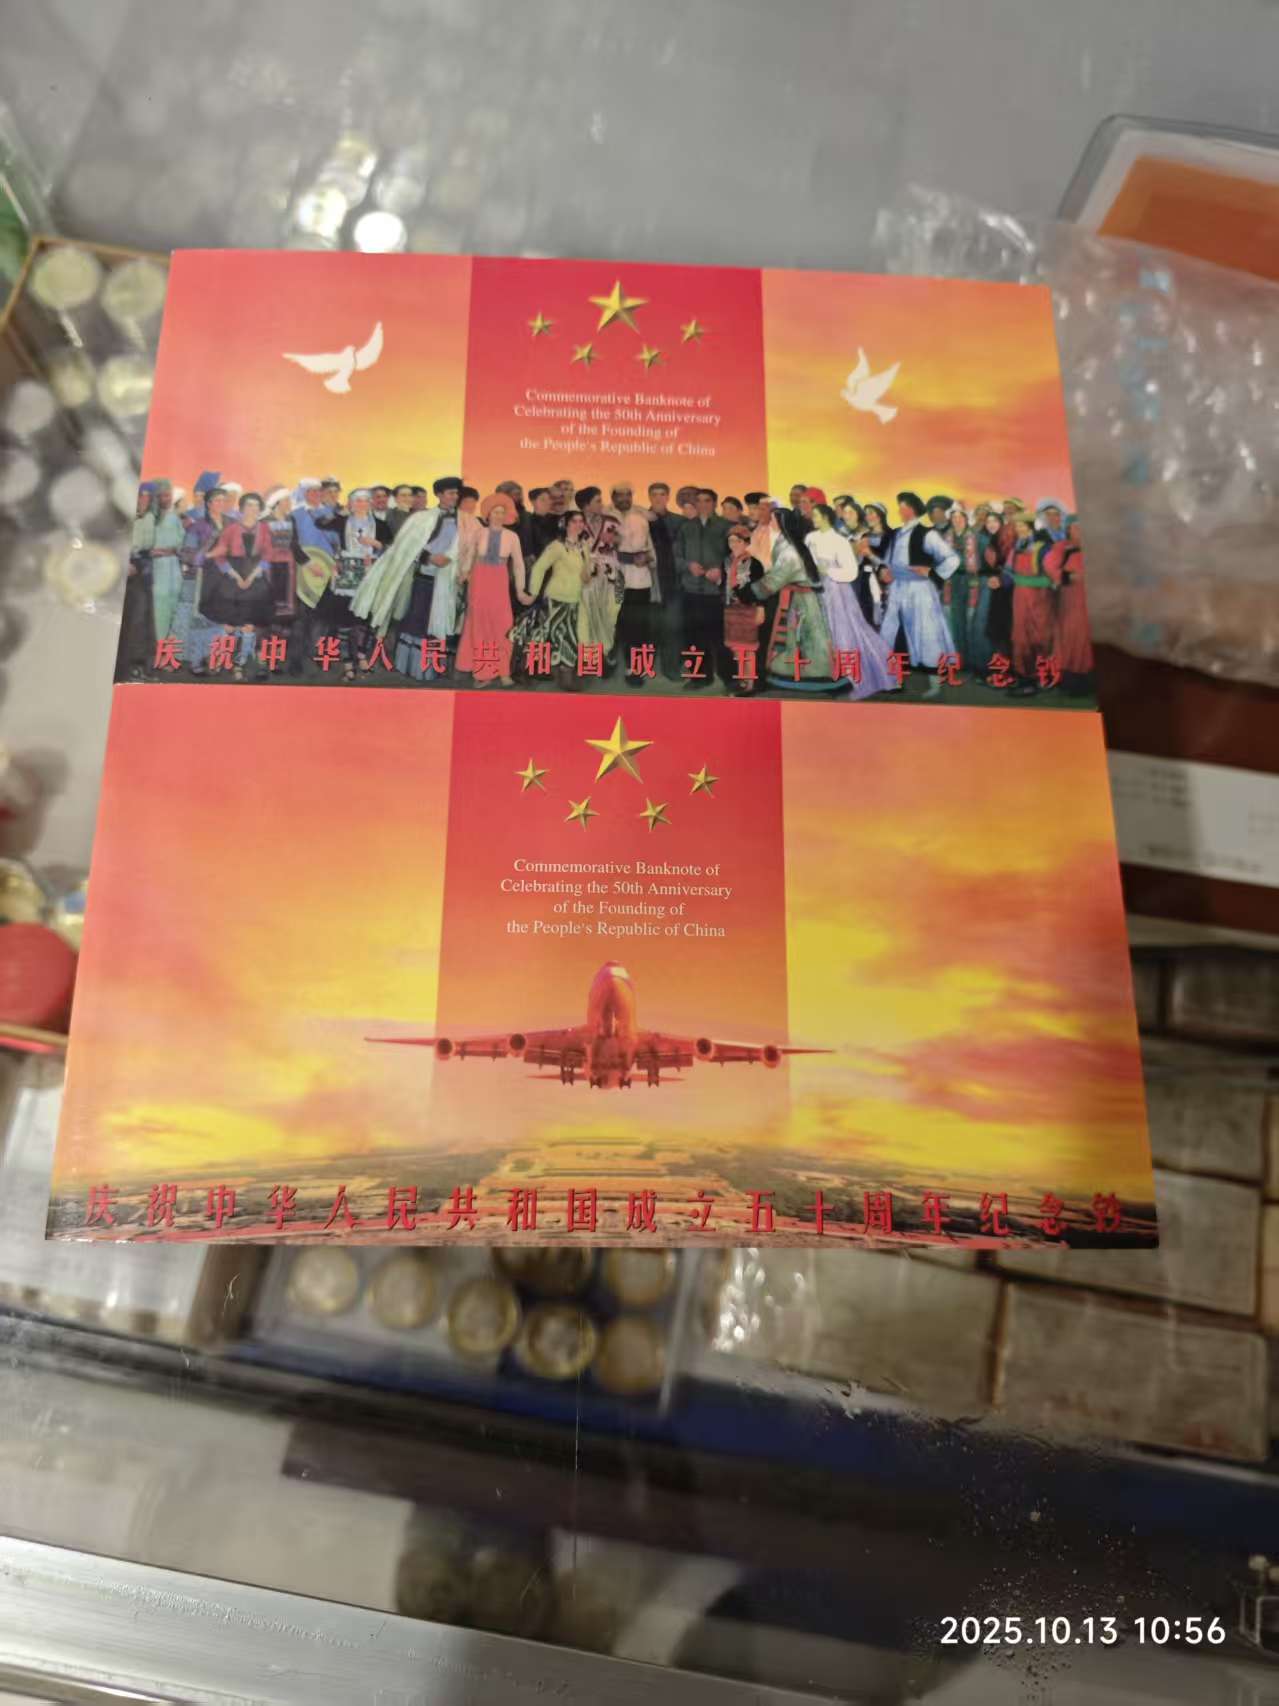 Commemorative Banknote of
Celebrating the 50th Anniversary
of the Founding of
the People's Republic of China
庆祝中华人民共和国成立五十周年纪念钞
Commemorative Banknote of
Celebrating the 50th Anniversary
of the Founding of
the People's Republic of China
庆祝中华人民共和国成立五十周年纪念钞
2025.10.13 10:56